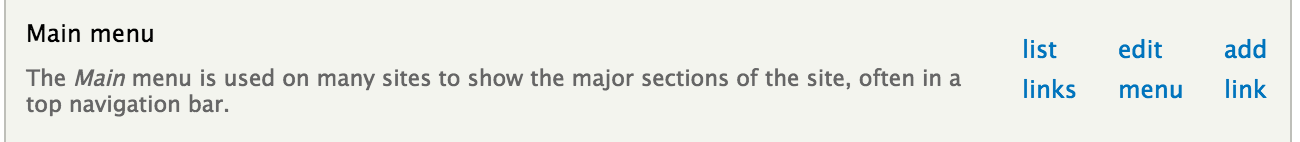 Main menu
The Main menu is used on many sites to show the major sections of the site, often in a
top navigation bar.
list links
edit menu
add link